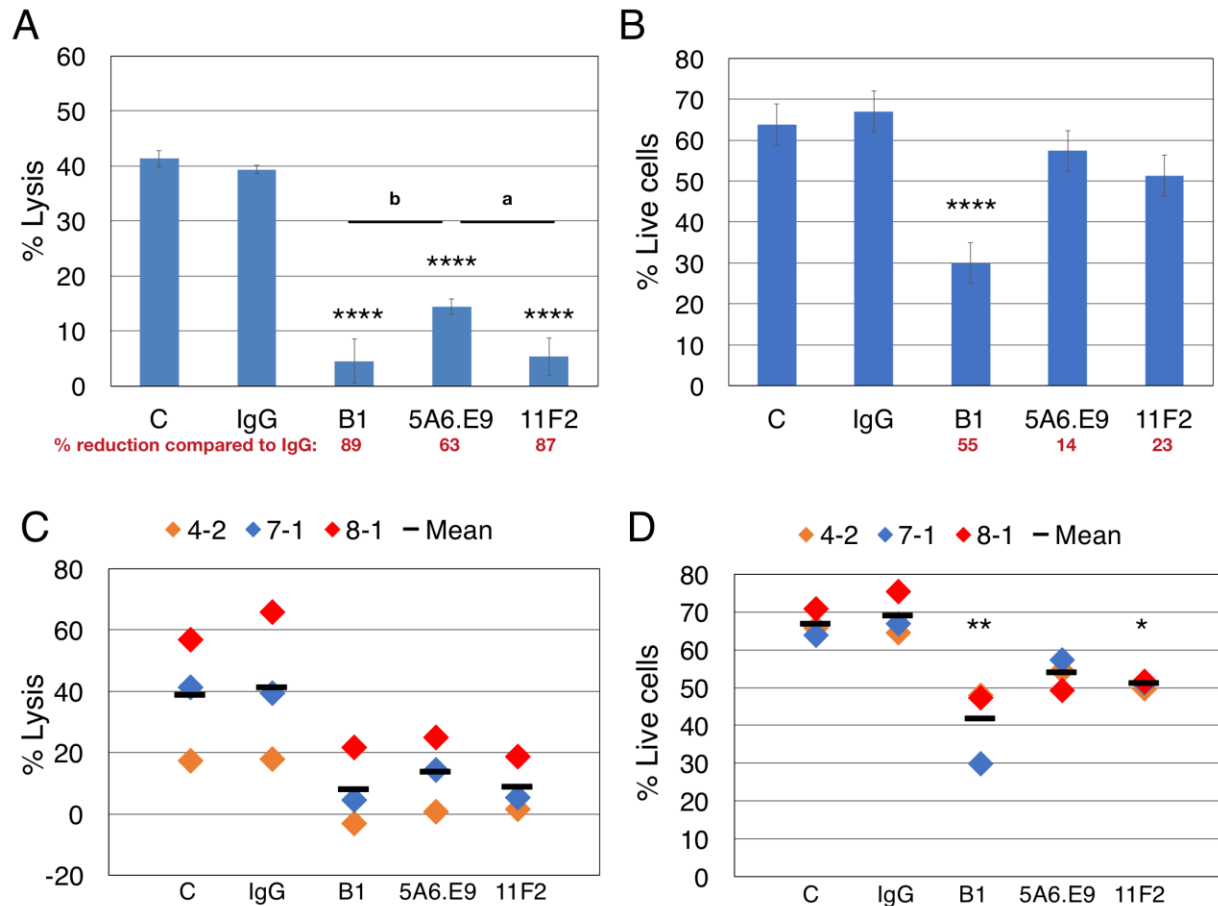 A
60
50
40
30
20
10
0
% Lysis
b
a
****
****
****
C IgG B1 5A6.E9 11F2
% reduction compared to IgG: 89 63 87
B
80
70
60
50
40
30
20
10
0
% Live cells
****
C IgG B1 5A6.E9 11F2
55 14 23
C
4-2 7-1 8-1 Mean
80
60
40
20
0
-20
% Lysis
C IgG B1 5A6.E9 11F2
D
4-2 7-1 8-1 Mean
80
70
60
50
40
30
20
10
0
% Live cells
**
*
C IgG B1 5A6.E9 11F2